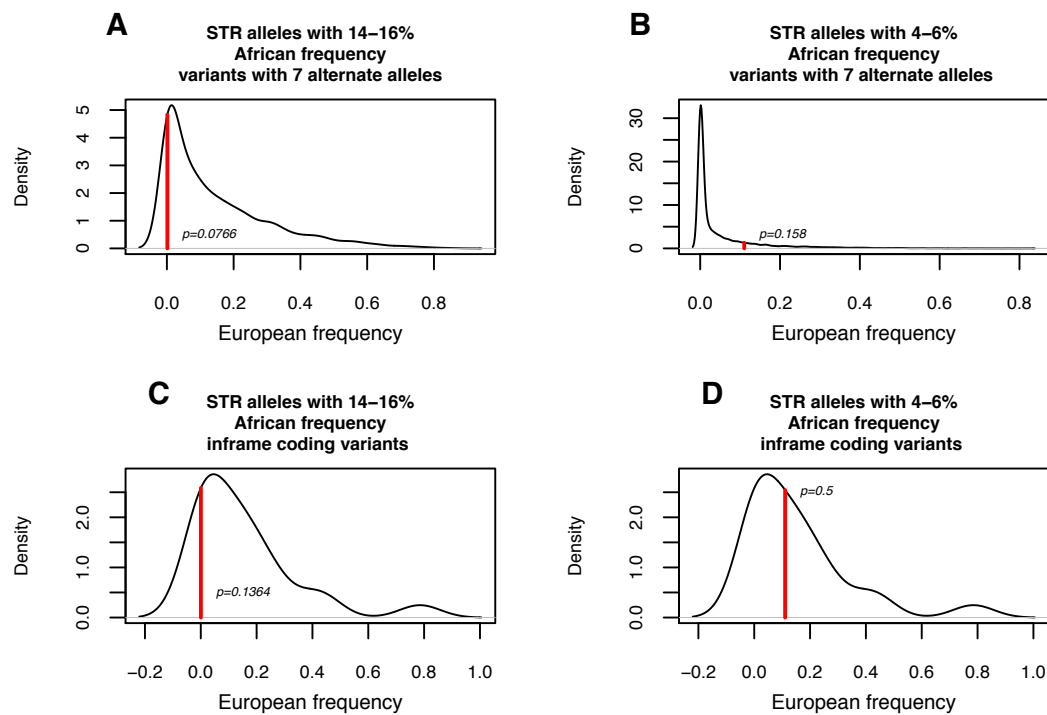 A
STR alleles with 14−16%
African frequency
variants with 7 alternate alleles
Density
0 1 2 3 4 5
p=0.0766
0.0 0.2 0.4 0.6 0.8
European frequency
B
STR alleles with 4−6%
African frequency
variants with 7 alternate alleles
Density
0 10 20 30
p=0.158
0.0 0.2 0.4 0.6 0.8
European frequency
C
STR alleles with 14−16%
African frequency
inframe coding variants
Density
0.0 1.0 2.0
p=0.1364
−0.2 0.0 0.2 0.4 0.6 0.8 1.0
European frequency
D
STR alleles with 4−6%
African frequency
inframe coding variants
Density
0.0 1.0 2.0
p=0.5
−0.2 0.0 0.2 0.4 0.6 0.8 1.0
European frequency